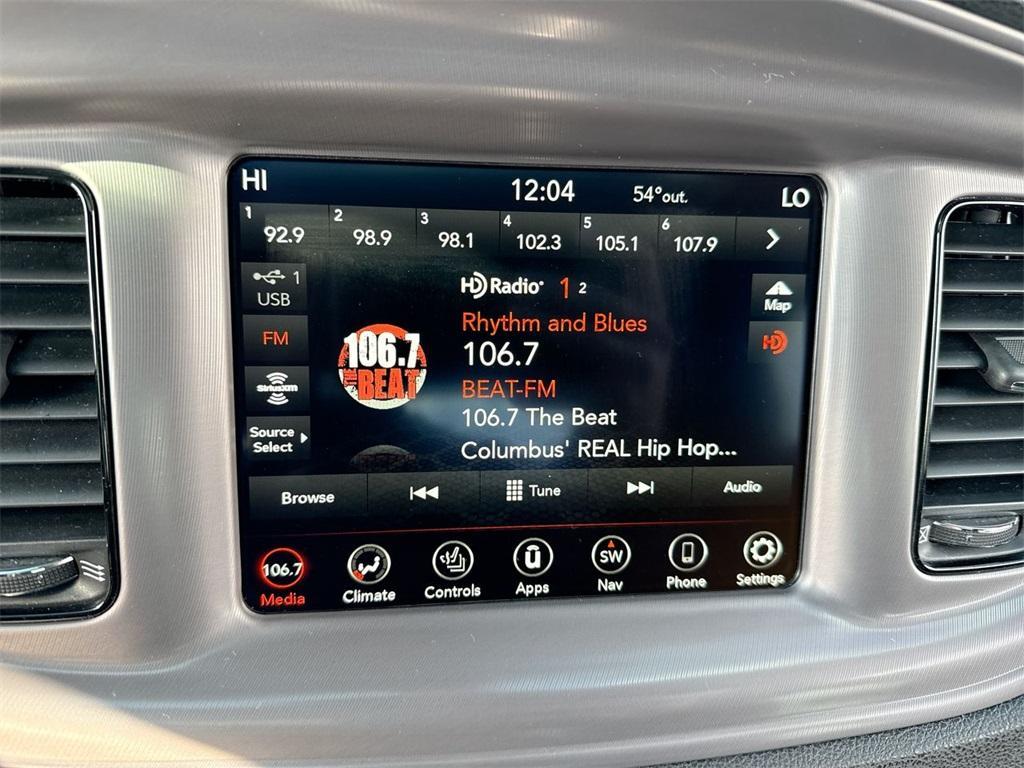 HI 12:04 54°out. LO
1 92.9 2 98.9 3 98.1 4 102.3 5 105.1 6 107.9
1 USB
HD Radio 1 2
Map
FM
Rhythm and Blues
HD
106.7
THE BEAT
106.7
SiriusXM
BEAT-FM
106.7 The Beat
Source
Select
Columbus' REAL Hip Hop...
Browse Tune Audio
106.7 SW
Media Climate Controls Apps Nav Phone Settings